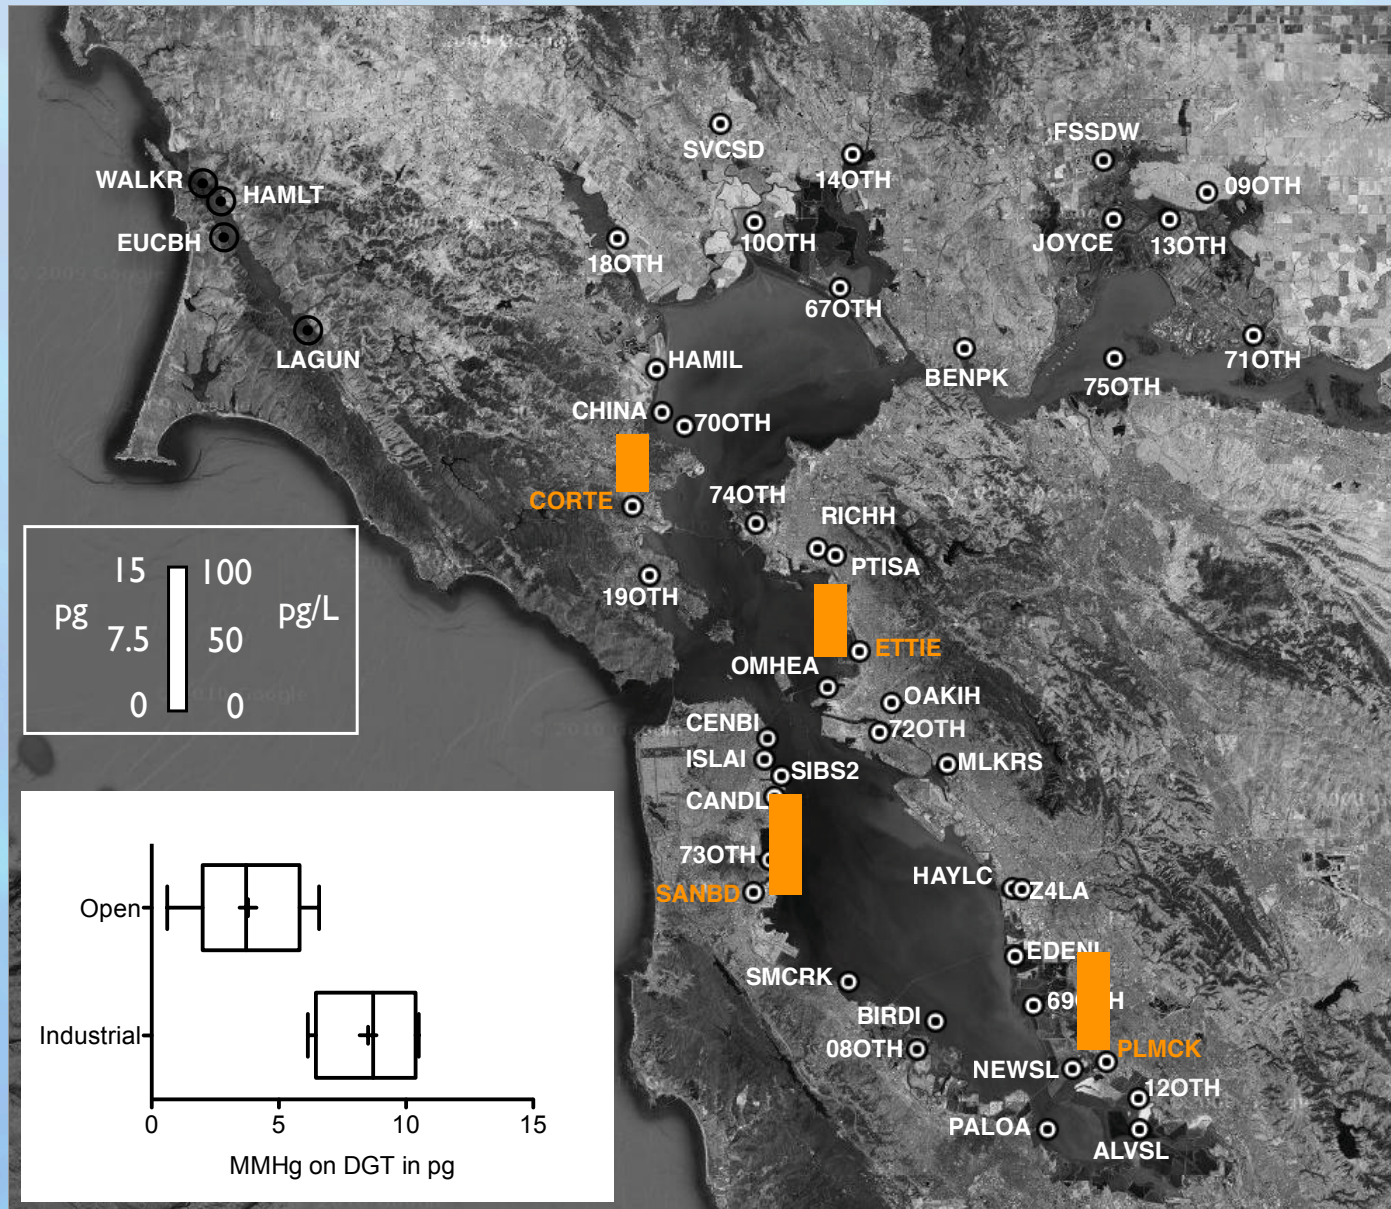 SVCSD
FSSDW
14OTH
WALKR
HAMLT
09OTH
EUCBH
10OTH
JOYCE
13OTH
18OTH
67OTH
LAGUN
HAMIL
BENPK
75OTH
71OTH
CHINA
70OTH
CORTE
74OTH
RICHH
PTISA
19OTH
15
100
pg
pg/L
7.5
50
0
0
ETTIE
OMHEA
OAKIH
CENBI
72OTH
ISLAI
SIBS2
MLKRS
CANDL
73OTH
HAYLC
Z4LA
SANBD
EDENL
SMCRK
BIRDI
08OTH
PLMCK
NEWSL
12OTH
PALOA
ALVSL
Open
Industrial
0 5 10 15
MMHg on DGT in pg